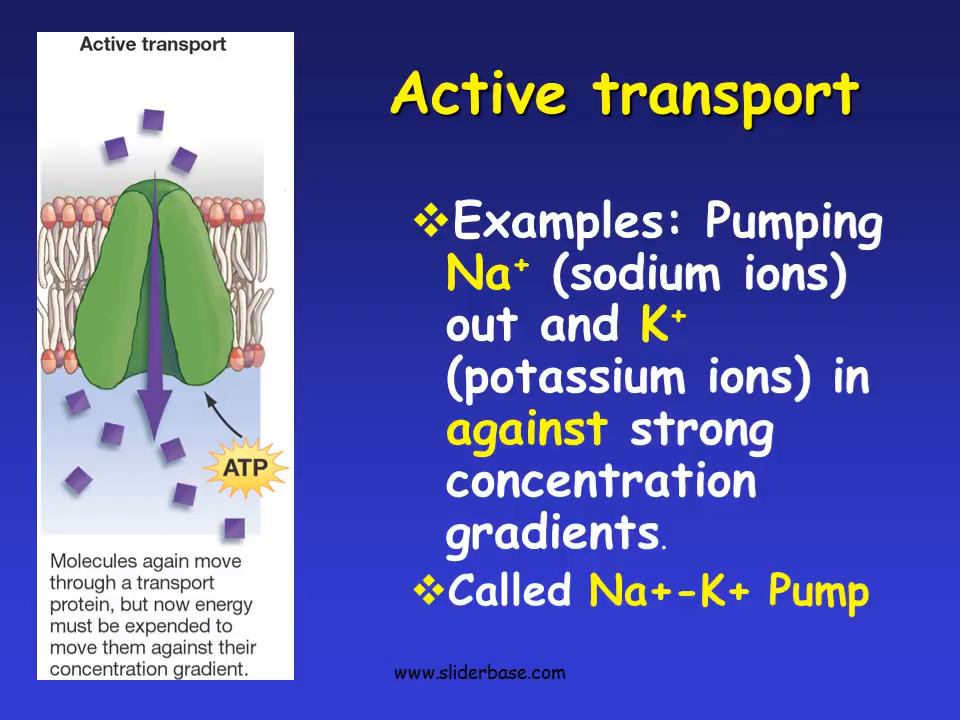 Active transport
Active transport
❖Examples: Pumping
Na⁺ (sodium ions)
out and K⁺
(potassium ions) in
against strong
concentration
gradients.
❖Called Na+-K+ Pump
ATP
Molecules again move
through a transport
protein, but now energy
must be expended to
move them against their
concentration gradient.
www.sliderbase.com